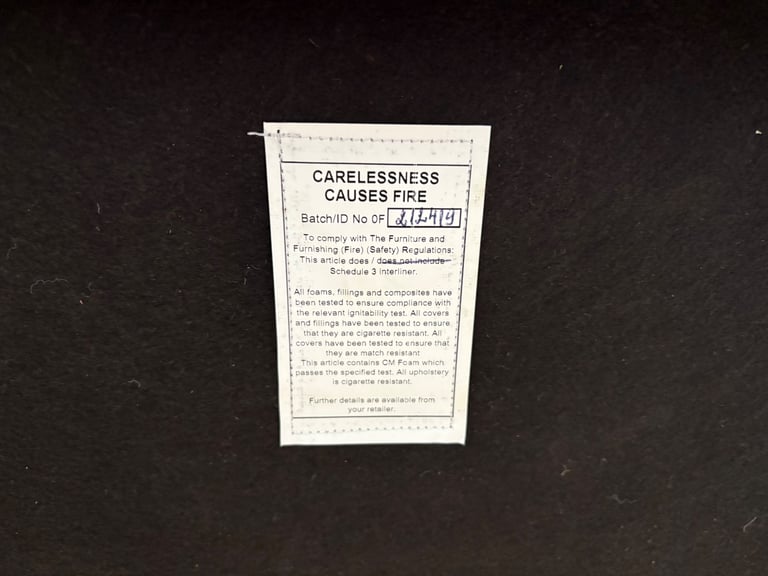 CARELESSNESS
CAUSES FIRE
Batch/ID No 0F
To comply with The Furniture and
Furnishing (Fire) (Safety) Regulations:
This article does / does not include
Schedule 3 Interliner.
All foams, fillings and composites have
been tested to ensure compliance with
the relevant ignitability test. All covers
and fillings have been tested to ensure
that they are cigarette resistant. All
covers have been tested to ensure that
they are match resistant
This article contains CM Foam which
passes the specified test. All upholstery
is cigarette resistant.
Further details are available from
your retailer.